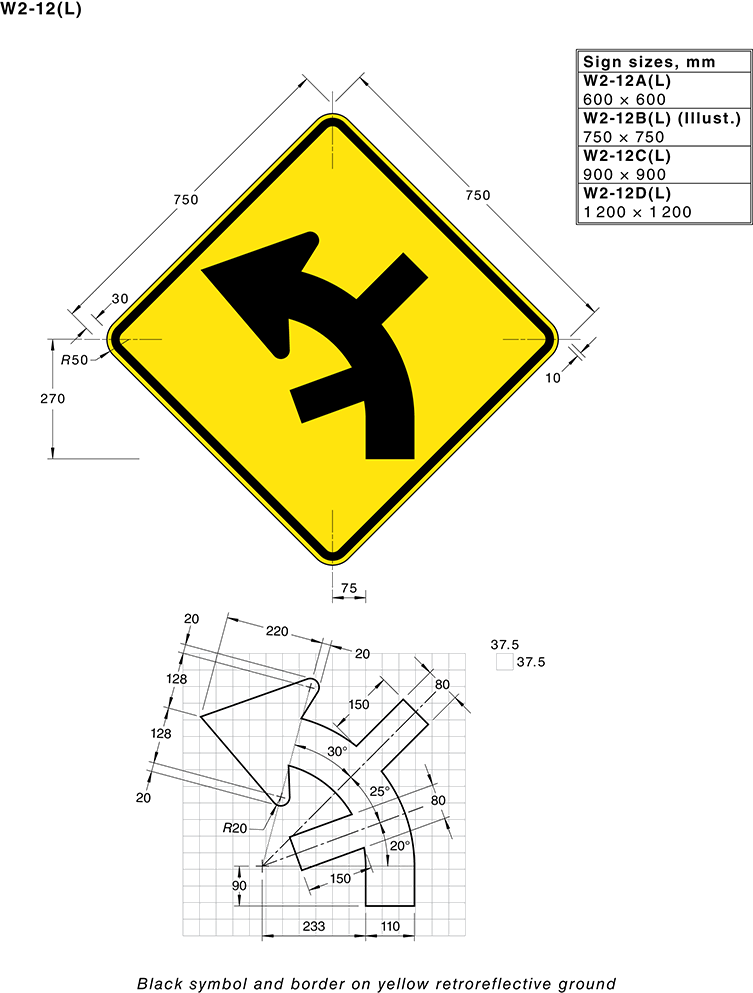 W2-12(L)
Sign sizes, mm
W2-12A(L)
600 × 600
W2-12B(L) (Illust.)
750 × 750
W2-12C(L)
900 × 900
W2-12D(L)
1 200 × 1 200
750
750
30
R50
270
10
75
20
220
20
37.5
37.5
128
80
150
128
30°
25°
80
20
R20
20°
90
150
233
110
Black symbol and border on yellow retroreflective ground